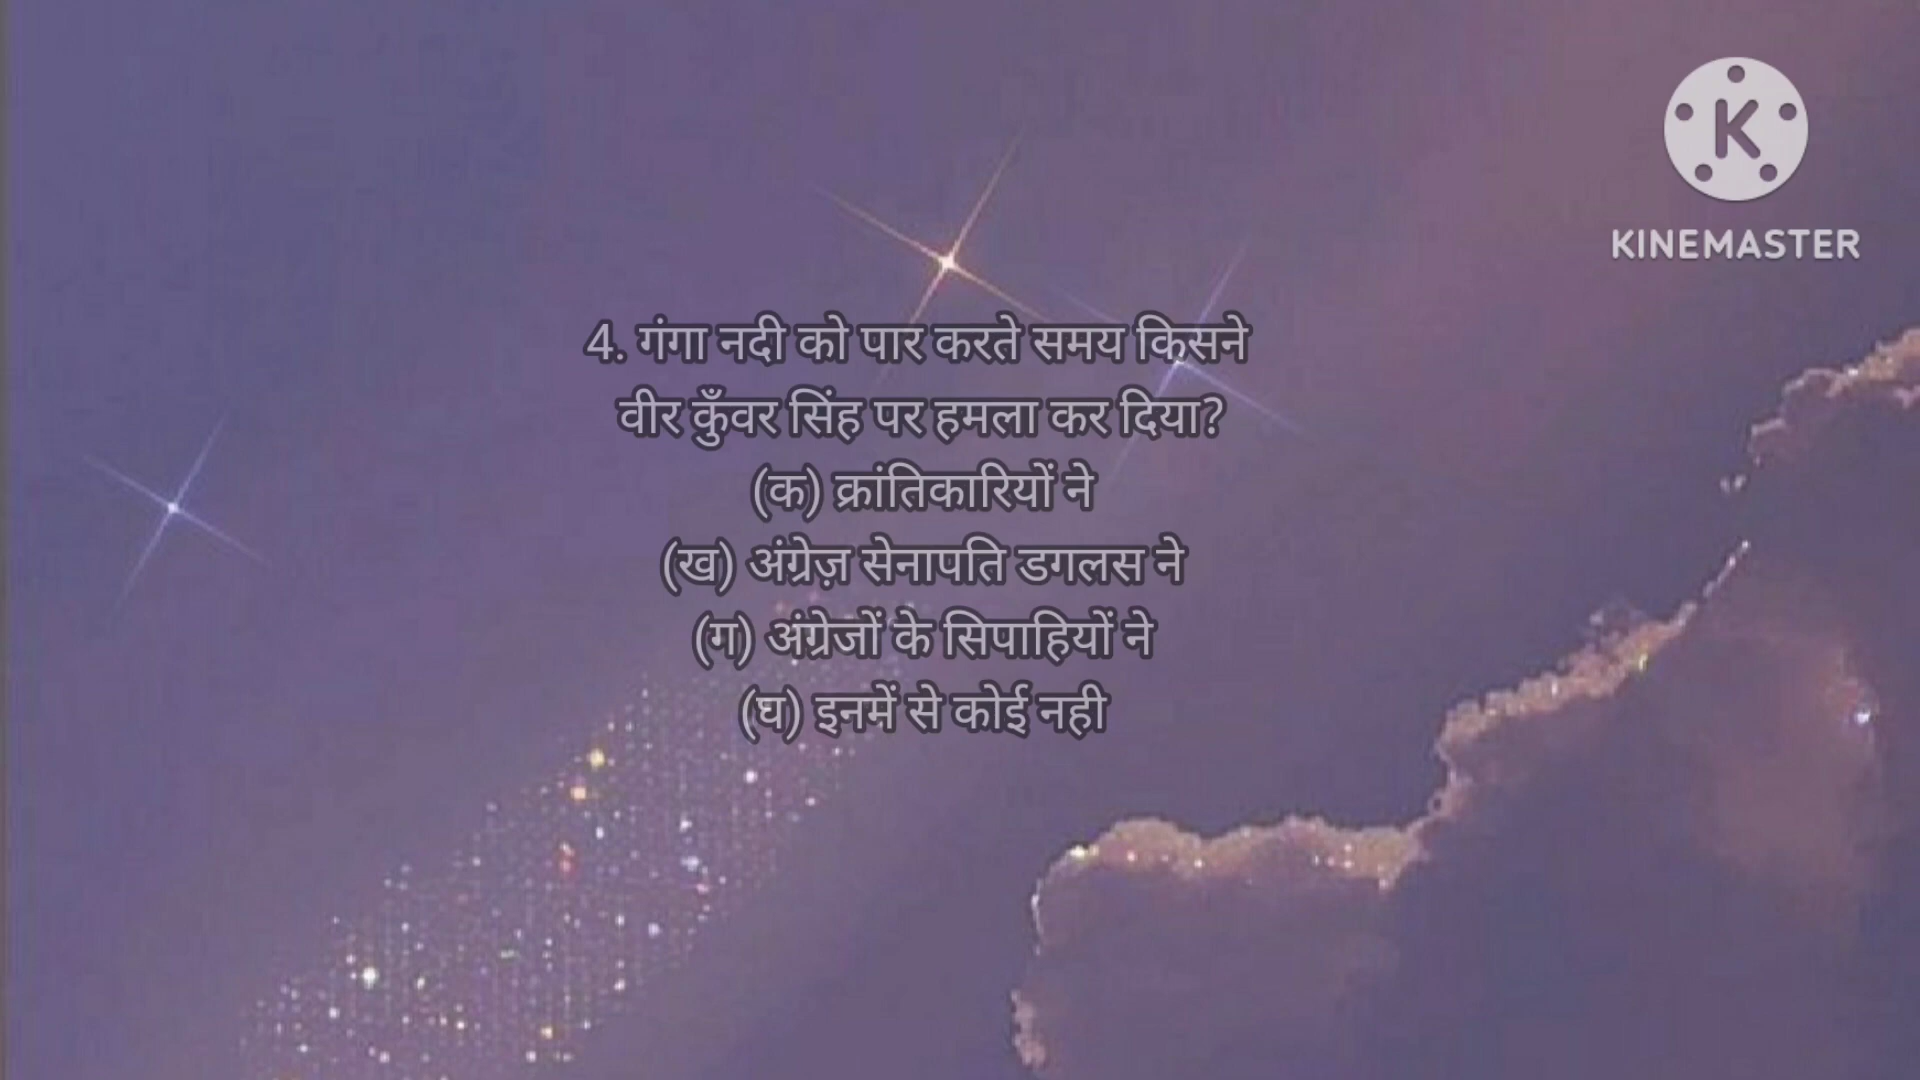 KINEMASTER
4. गंगा नदी को पार करते समय किसने
वीर कुँवर सिंह पर हमला कर दिया?
(क) क्रांतिकारियों ने
(ख) अंग्रेज़ सेनापति डगलस ने
(ग) अंग्रेजों के सिपाहियों ने
(घ) इनमें से कोई नही